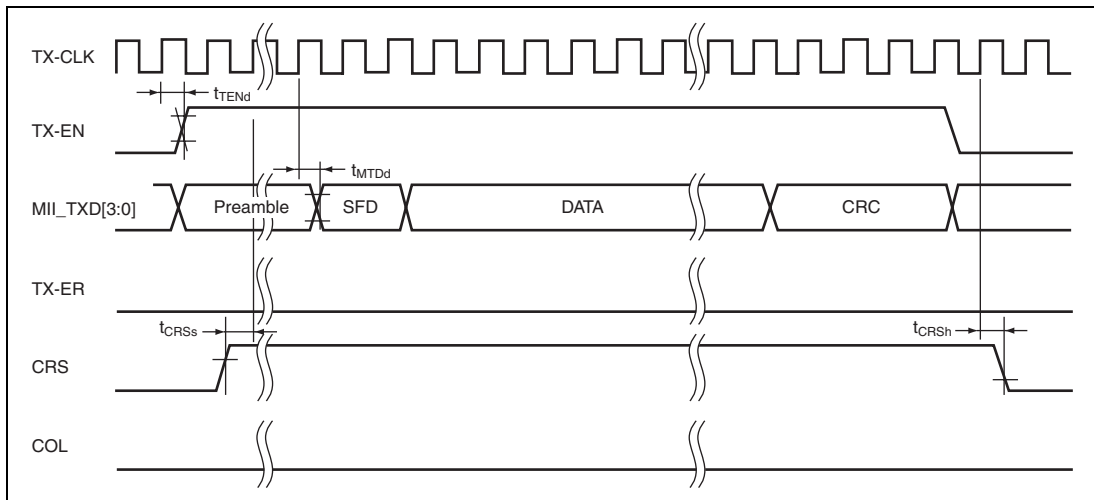 TX-CLK
tTENd
TX-EN
tMTDd
MII_TXD[3:0]
Preamble
SFD
DATA
CRC
TX-ER
tCRSs
tCRSh
CRS
COL